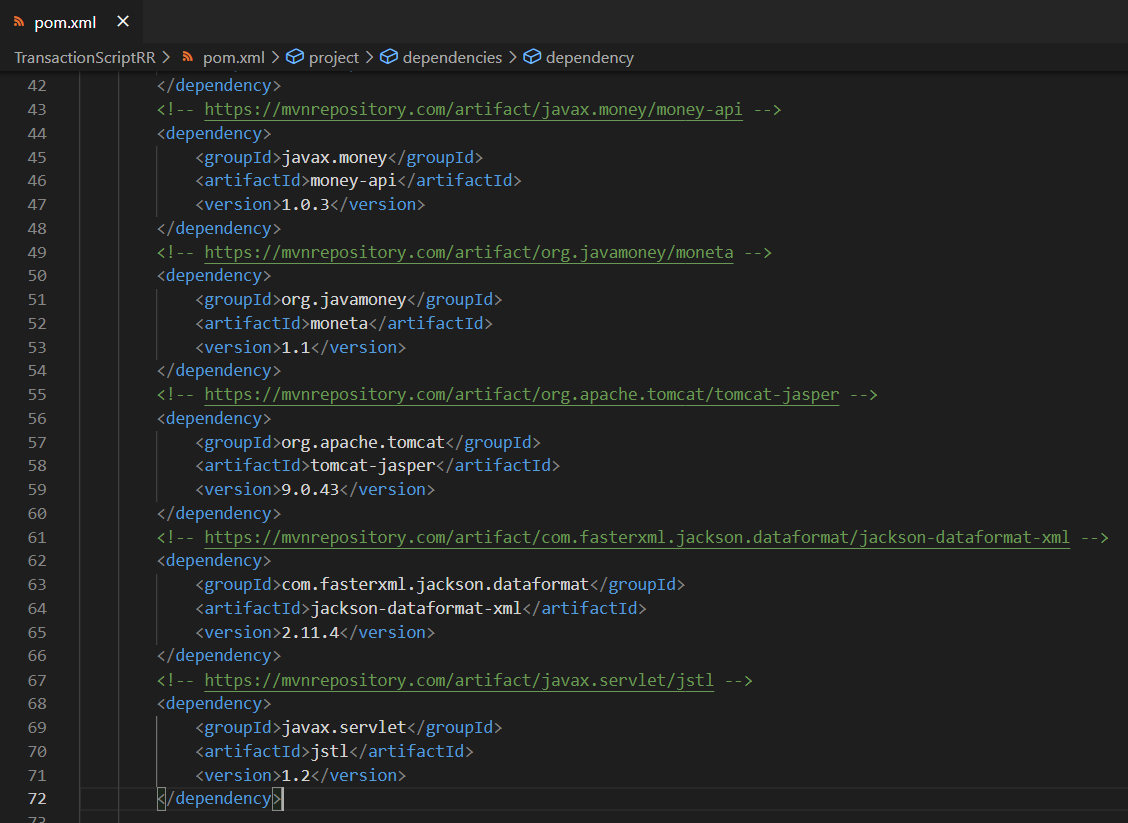 pom.xml ×
TransactionScriptRR > pom.xml > project > dependencies > dependency
42 </dependency>
43 <!-- https://mvnrepository.com/artifact/javax.money/money-api -->
44 <dependency>
45 <groupId>javax.money</groupId>
46 <artifactId>money-api</artifactId>
47 <version>1.0.3</version>
48 </dependency>
49 <!-- https://mvnrepository.com/artifact/org.javamoney/moneta -->
50 <dependency>
51 <groupId>org.javamoney</groupId>
52 <artifactId>moneta</artifactId>
53 <version>1.1</version>
54 </dependency>
55 <!-- https://mvnrepository.com/artifact/org.apache.tomcat/tomcat-jasper -->
56 <dependency>
57 <groupId>org.apache.tomcat</groupId>
58 <artifactId>tomcat-jasper</artifactId>
59 <version>9.0.43</version>
60 </dependency>
61 <!-- https://mvnrepository.com/artifact/com.fasterxml.jackson.dataformat/jackson-dataformat-xml -->
62 <dependency>
63 <groupId>com.fasterxml.jackson.dataformat</groupId>
64 <artifactId>jackson-dataformat-xml</artifactId>
65 <version>2.11.4</version>
66 </dependency>
67 <!-- https://mvnrepository.com/artifact/javax.servlet/jstl -->
68 <dependency>
69 <groupId>javax.servlet</groupId>
70 <artifactId>jstl</artifactId>
71 <version>1.2</version>
72 </dependency>
73